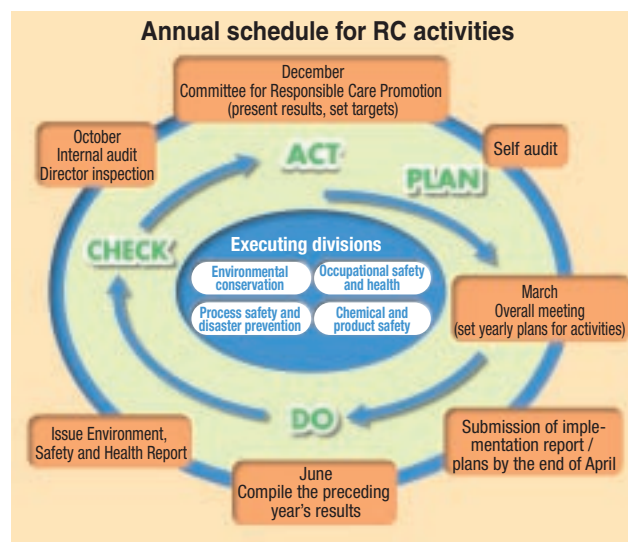 Annual schedule for RC activities
December
Committee for Responsible Care Promotion
(present results, set targets)
October
Internal audit
Director inspection
ACT
Self audit
PLAN
CHECK
Executing divisions
Environmental
conservation
Occupational safety
and health
Process safety and
disaster prevention
Chemical and
product safety
March
Overall meeting
(set yearly plans for activities)
DO
Issue Environment,
Safety and Health Report
June
Compile the preceding
year's results
Submission of imple-
mentation report /
plans by the end of April